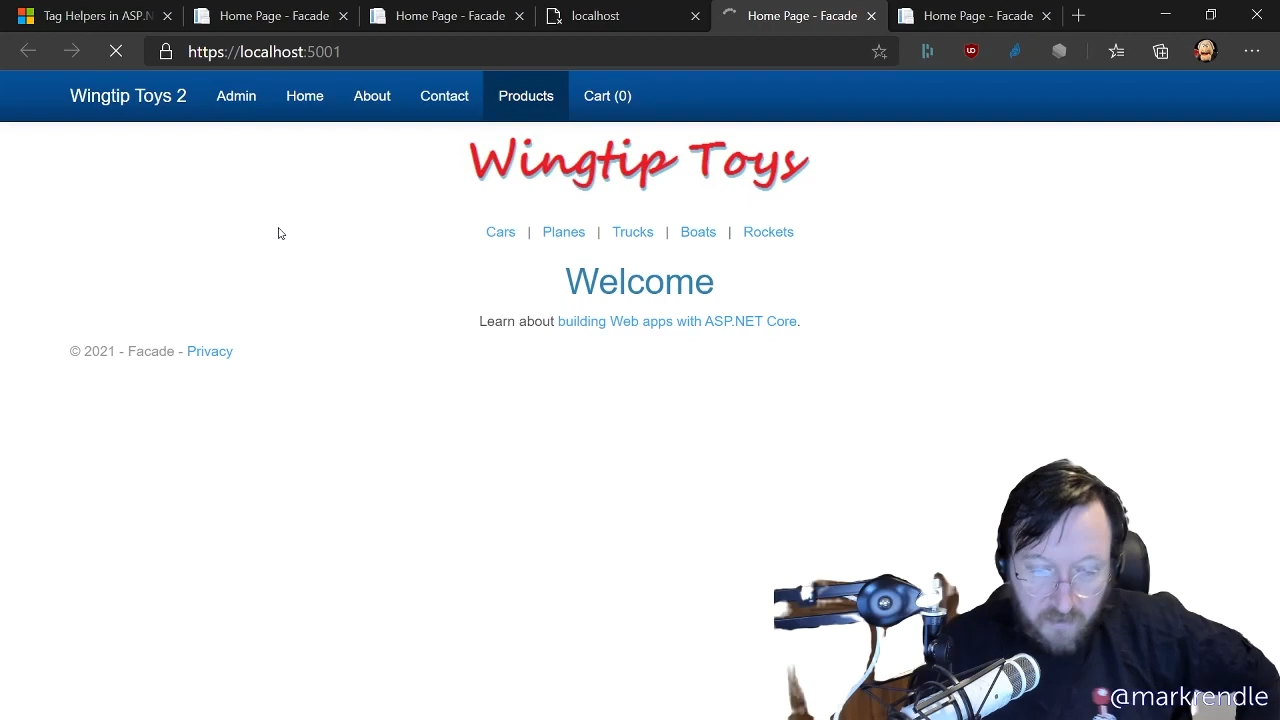 Tag Helpers in ASP.N
Home Page - Facade
Home Page - Facade
localhost
Home Page - Facade
Home Page - Facade
https://localhost:5001
Wingtip Toys 2
Admin
Home
About
Contact
Products
Cart (0)
Wingtip Toys
Cars | Planes | Trucks | Boats | Rockets
Welcome
Learn about building Web apps with ASP.NET Core.
© 2021 - Facade - Privacy
@markrendle